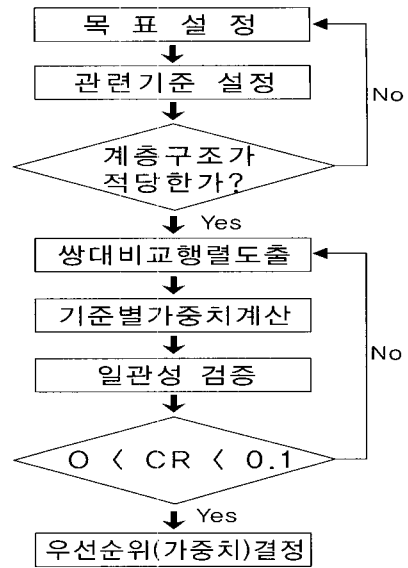 목 표 설 정
관련기준 설정
No
계층구조가
적당한가?
Yes
쌍대비교행렬도출
기준별가중치계산
No
일관성 검증
O < CR < 0.1
Yes
우선순위(가중치)결정